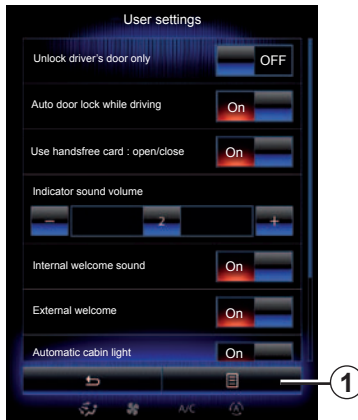 User settings
Unlock driver's door only
OFF
Auto door lock while driving
On
Use handsfree card : open/close
On
Indicator sound volume
− 2 +
Internal welcome sound
On
External welcome
On
Automatic cabin light
On
1
A/C